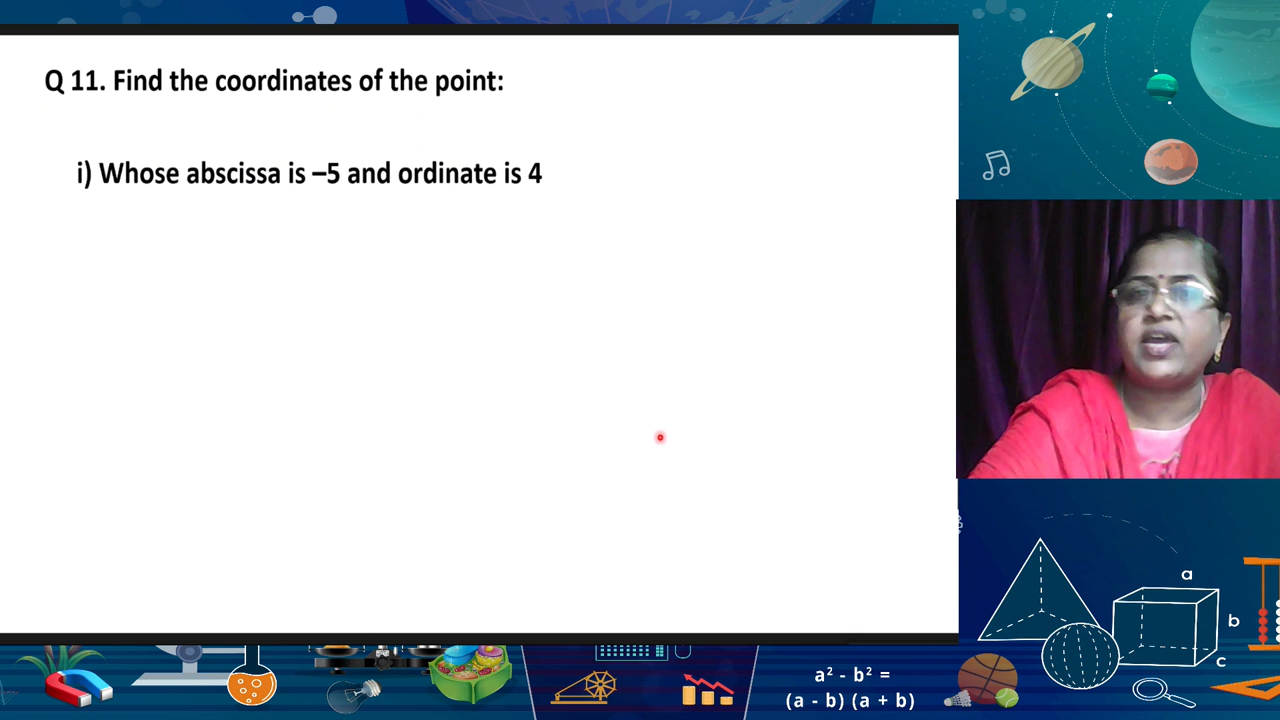 Q 11. Find the coordinates of the point:
i) Whose abscissa is –5 and ordinate is 4
a
b
c
a² - b² =
(a - b) (a + b)